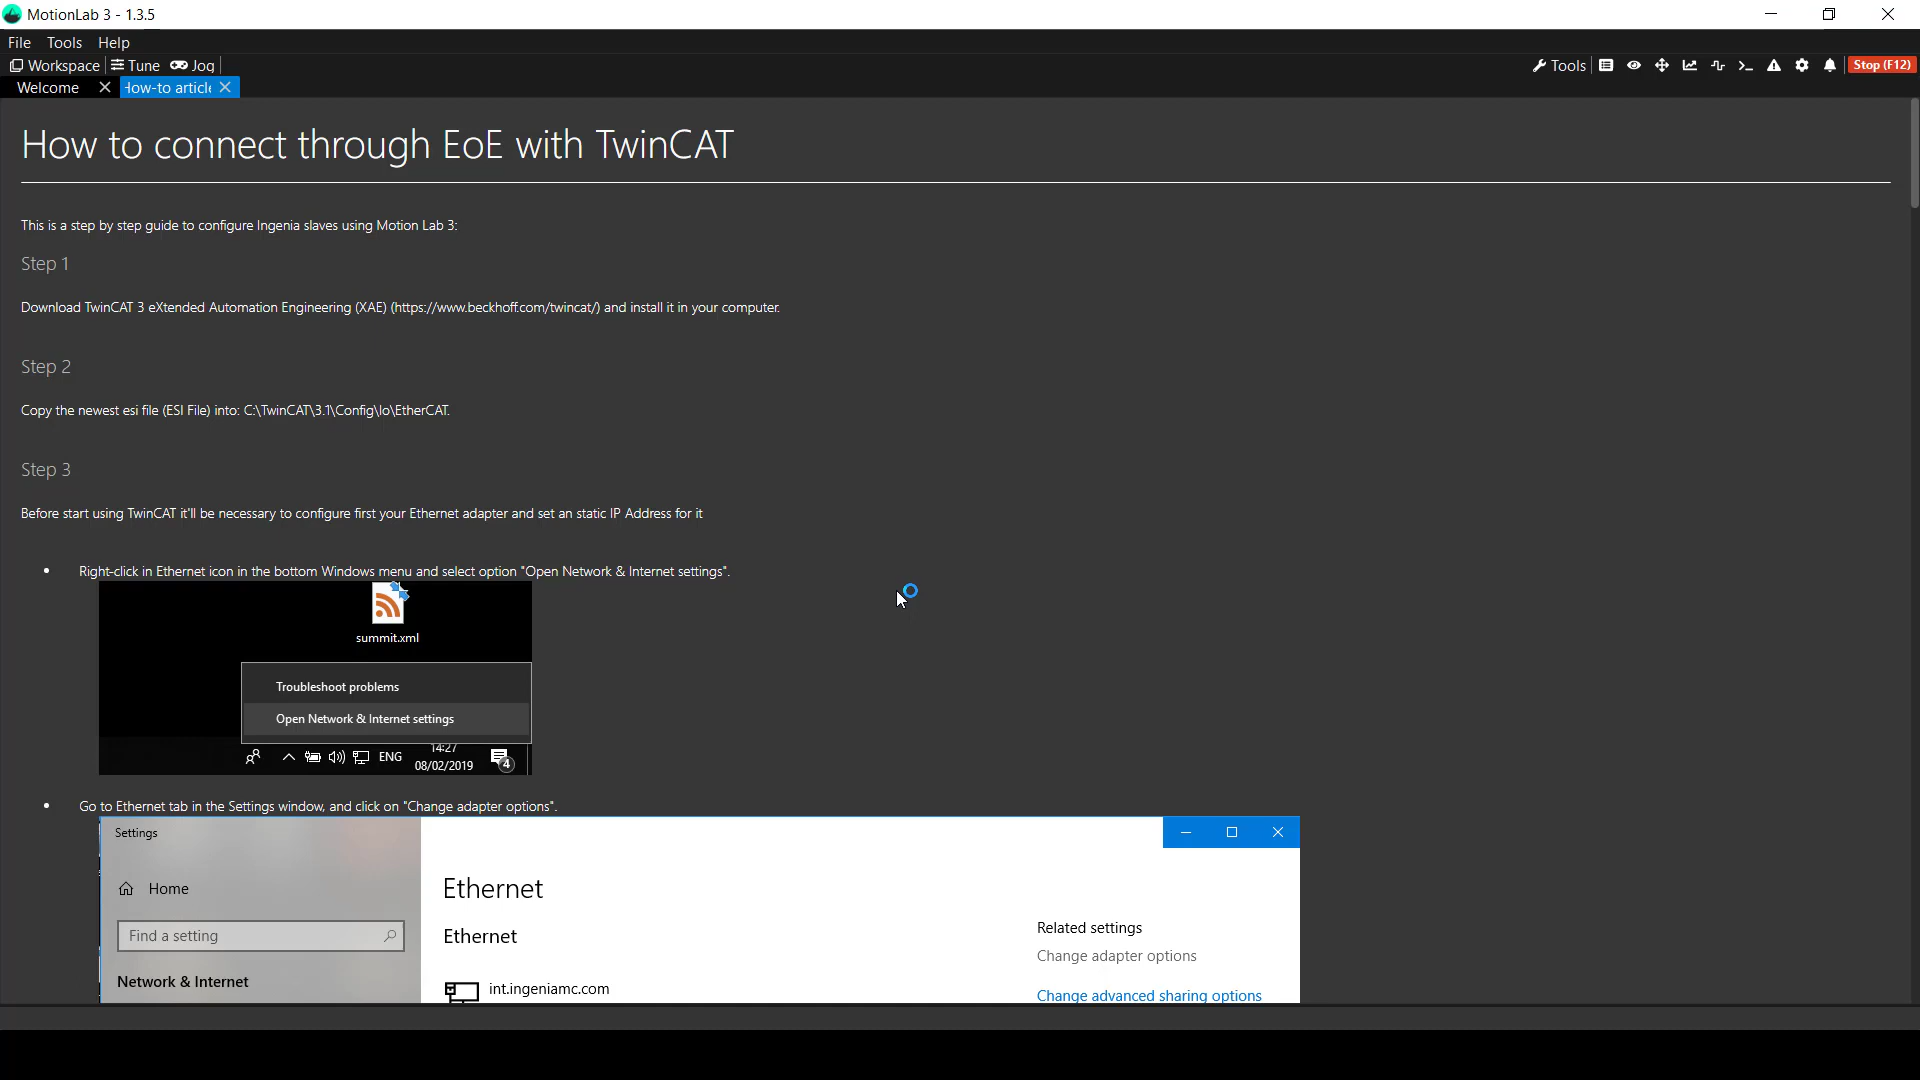 MotionLab 3 - 1.3.5
File Tools Help
Workspace Tune Jog Tools Stop (F12)
Welcome How-to article
How to connect through EoE with TwinCAT
This is a step by step guide to configure Ingenia slaves using Motion Lab 3:
Step 1
Download TwinCAT 3 eXtended Automation Engineering (XAE) (https://www.beckhoff.com/twincat/) and install it in your computer.
Step 2
Copy the newest esi file (ESI File) into: C:\TwinCAT\3.1\Config\Io\EtherCAT.
Step 3
Before start using TwinCAT it'll be necessary to configure first your Ethernet adapter and set an static IP Address for it
• Right-click in Ethernet icon in the bottom Windows menu and select option "Open Network & Internet settings".
summit.xml
Troubleshoot problems
Open Network & Internet settings
ENG
14:27
08/02/2019
4
• Go to Ethernet tab in the Settings window, and click on "Change adapter options".
Settings
Home
Find a setting
Network & Internet
Ethernet
Ethernet
int.ingeniamc.com
Related settings
Change adapter options
Change advanced sharing options